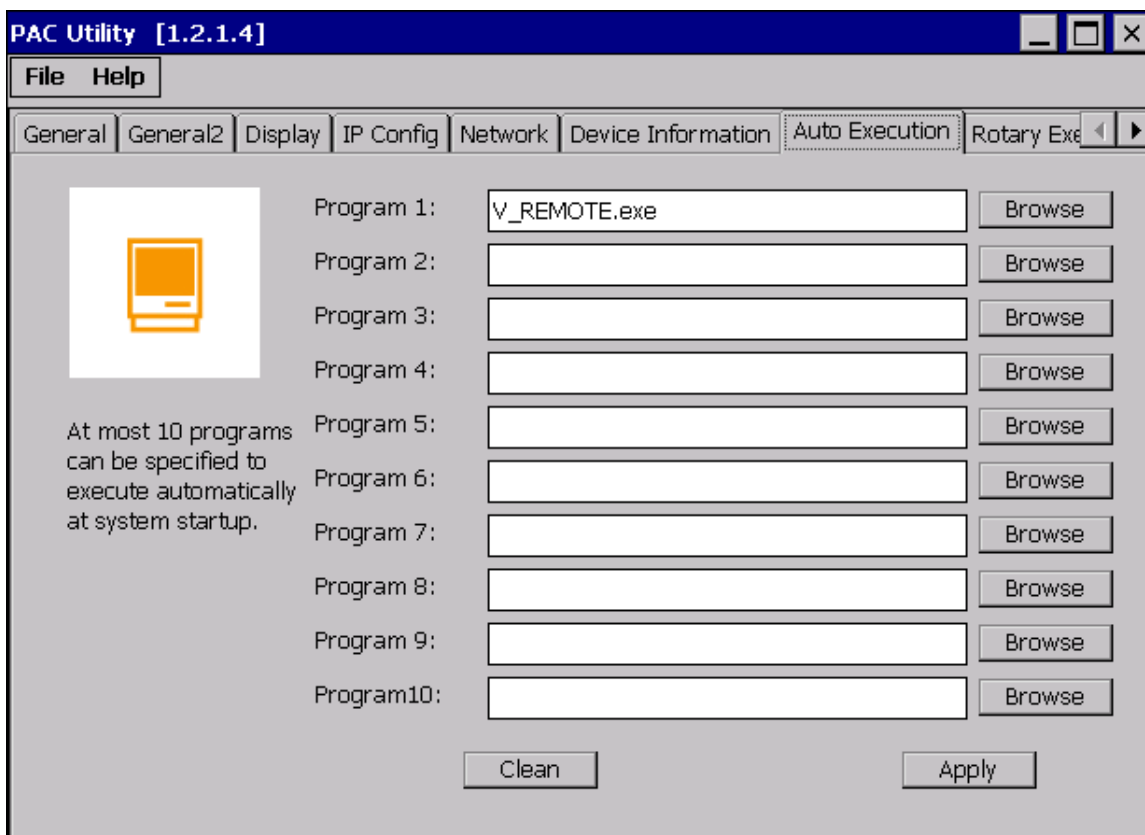 PAC Utility [1.2.1.4]
File Help
General General2 Display IP Config Network Device Information Auto Execution Rotary Exe
Program 1: V_REMOTE.exe Browse
Program 2: Browse
Program 3: Browse
Program 4: Browse
At most 10 programs
can be specified to
execute automatically
at system startup.
Program 5: Browse
Program 6: Browse
Program 7: Browse
Program 8: Browse
Program 9: Browse
Program10: Browse
Clean Apply